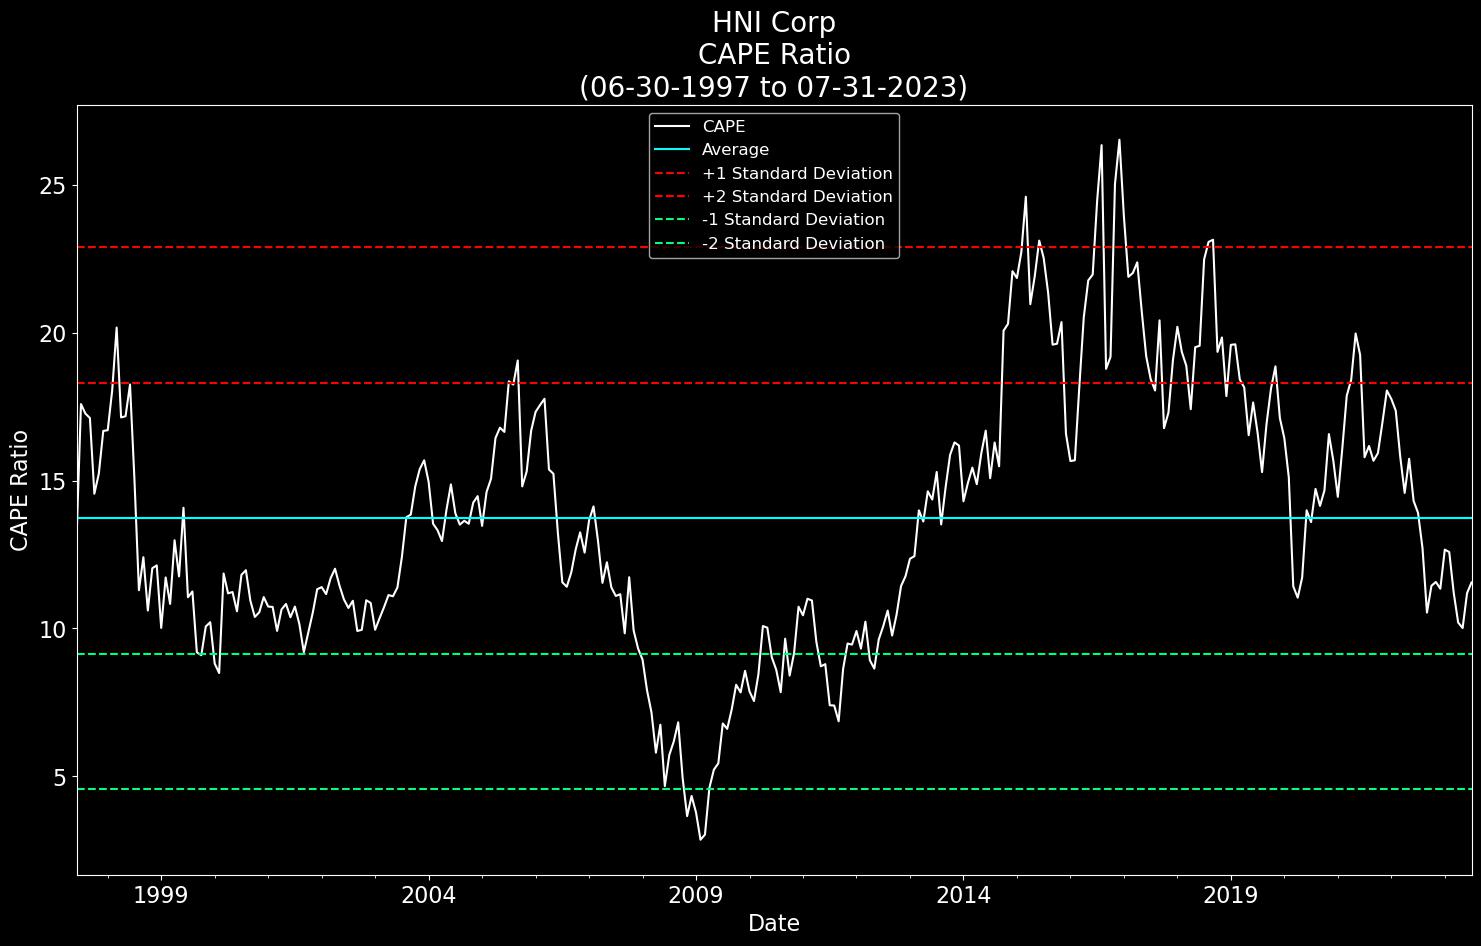 HNI Corp
CAPE Ratio
(06-30-1997 to 07-31-2023)
CAPE
Average
+1 Standard Deviation
+2 Standard Deviation
-1 Standard Deviation
-2 Standard Deviation
25
20
15
10
5
CAPE Ratio
1999
2004
2009
2014
2019
Date